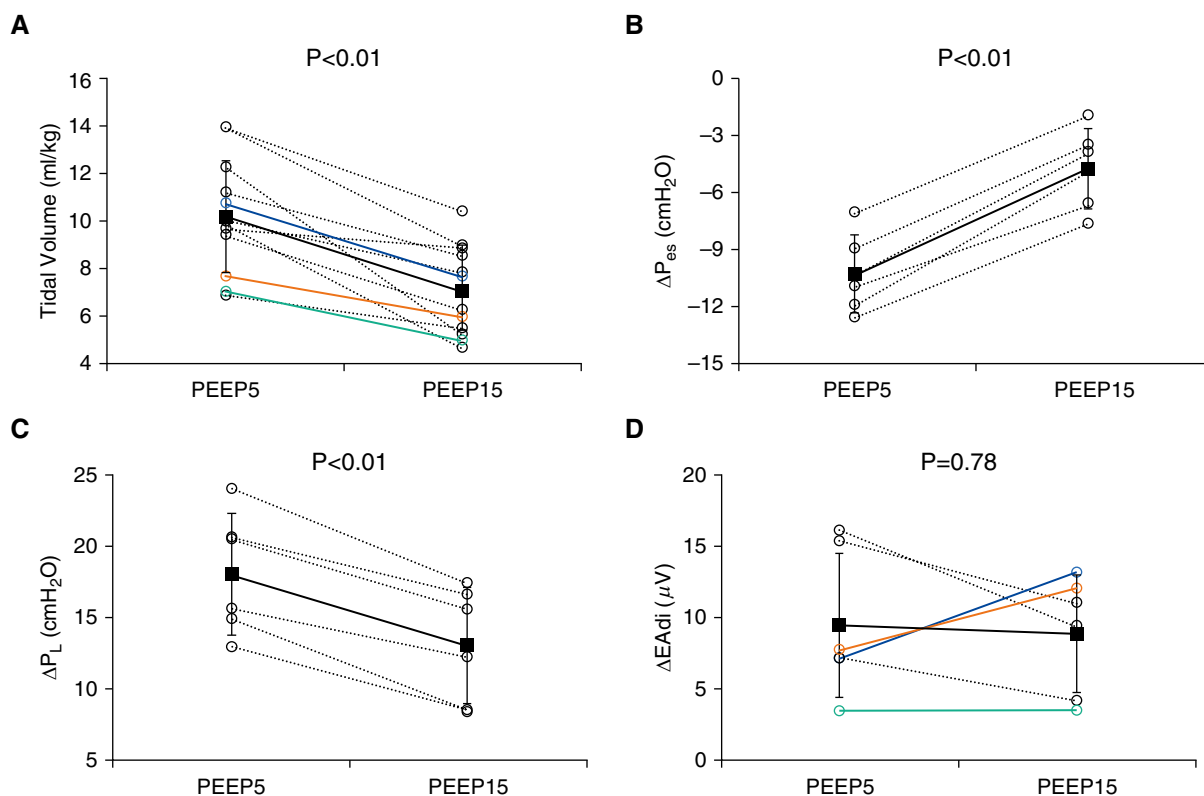 A
P<0.01
Tidal Volume (ml/kg)
16
14
12
10
8
6
4
PEEP5
PEEP15
B
P<0.01
ΔPes (cmH2O)
–0
–3
–6
–9
–12
–15
PEEP5
PEEP15
C
P<0.01
ΔPL (cmH2O)
25
20
15
10
5
PEEP5
PEEP15
D
P=0.78
ΔEAdi (μV)
20
15
10
5
0
PEEP5
PEEP15